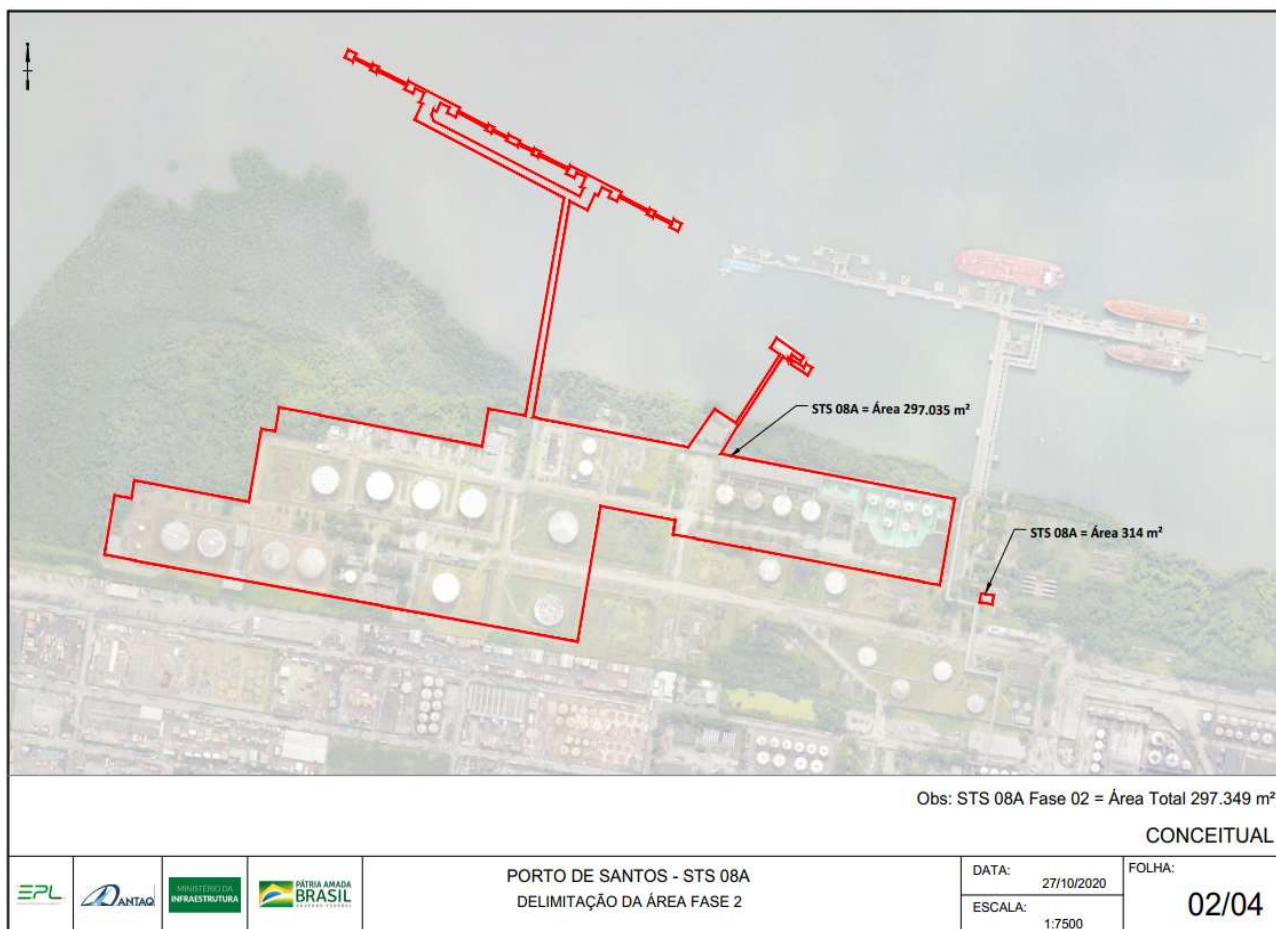 STS 08A = Área 297.035 m²
STS 08A = Área 314 m²
Obs: STS 08A Fase 02 = Área Total 297.349 m²
CONCEITUAL
EPL
ANTAQ
MINISTÉRIO DA
INFRAESTRUTURA
PÁTRIA AMADA
BRASIL
GOVERNO FEDERAL
PORTO DE SANTOS - STS 08A
DELIMITAÇÃO DA ÁREA FASE 2
DATA:
27/10/2020
ESCALA:
1:7500
FOLHA:
02/04